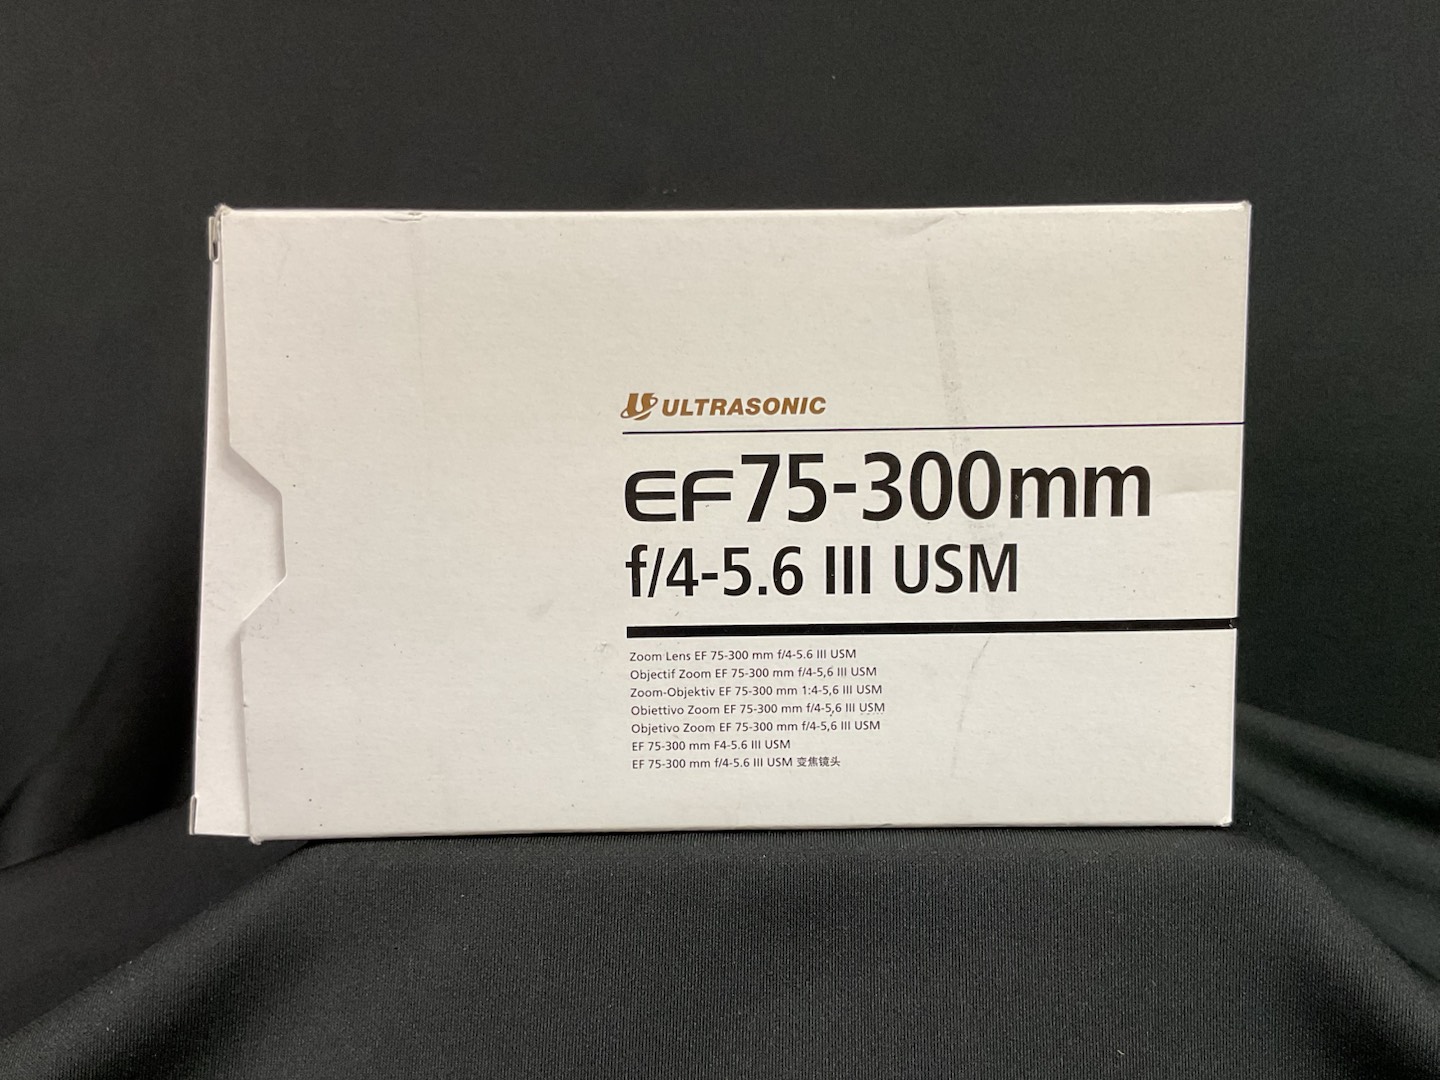 ULTRASONIC
EF75-300mm
f/4-5.6 III USM
Zoom Lens EF 75-300 mm f/4-5.6 III USM
Objectif Zoom EF 75-300 mm f/4-5,6 III USM
Zoom-Objektiv EF 75-300 mm 1:4-5,6 III USM
Obiettivo Zoom EF 75-300 mm f/4-5,6 III USM
Objetivo Zoom EF 75-300 mm f/4-5,6 III USM
EF 75-300 mm F4-5.6 III USM
EF 75-300 mm f/4-5.6 III USM 变焦镜头